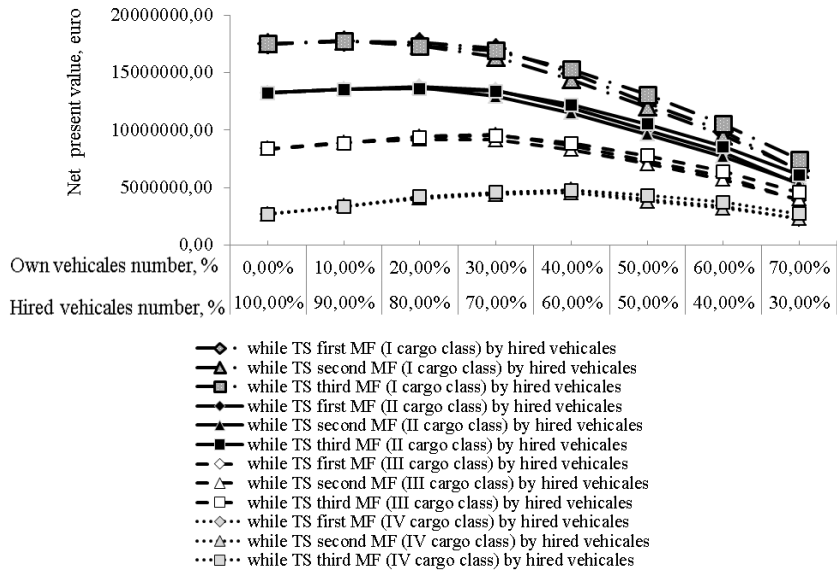 Net present value, euro
20000000,00
15000000,00
10000000,00
5000000,00
0,00
Own vehicales number, % 0,00% 10,00% 20,00% 30,00% 40,00% 50,00% 60,00% 70,00%
Hired vehicales number, % 100,00% 90,00% 80,00% 70,00% 60,00% 50,00% 40,00% 30,00%
while TS first MF (I cargo class) by hired vehicales
while TS second MF (I cargo class) by hired vehicales
while TS third MF (I cargo class) by hired vehicales
while TS first MF (II cargo class) by hired vehicales
while TS second MF (II cargo class) by hired vehicales
while TS third MF (II cargo class) by hired vehicales
while TS first MF (III cargo class) by hired vehicales
while TS second MF (III cargo class) by hired vehicales
while TS third MF (III cargo class) by hired vehicales
while TS first MF (IV cargo class) by hired vehicales
while TS second MF (IV cargo class) by hired vehicales
while TS third MF (IV cargo class) by hired vehicales